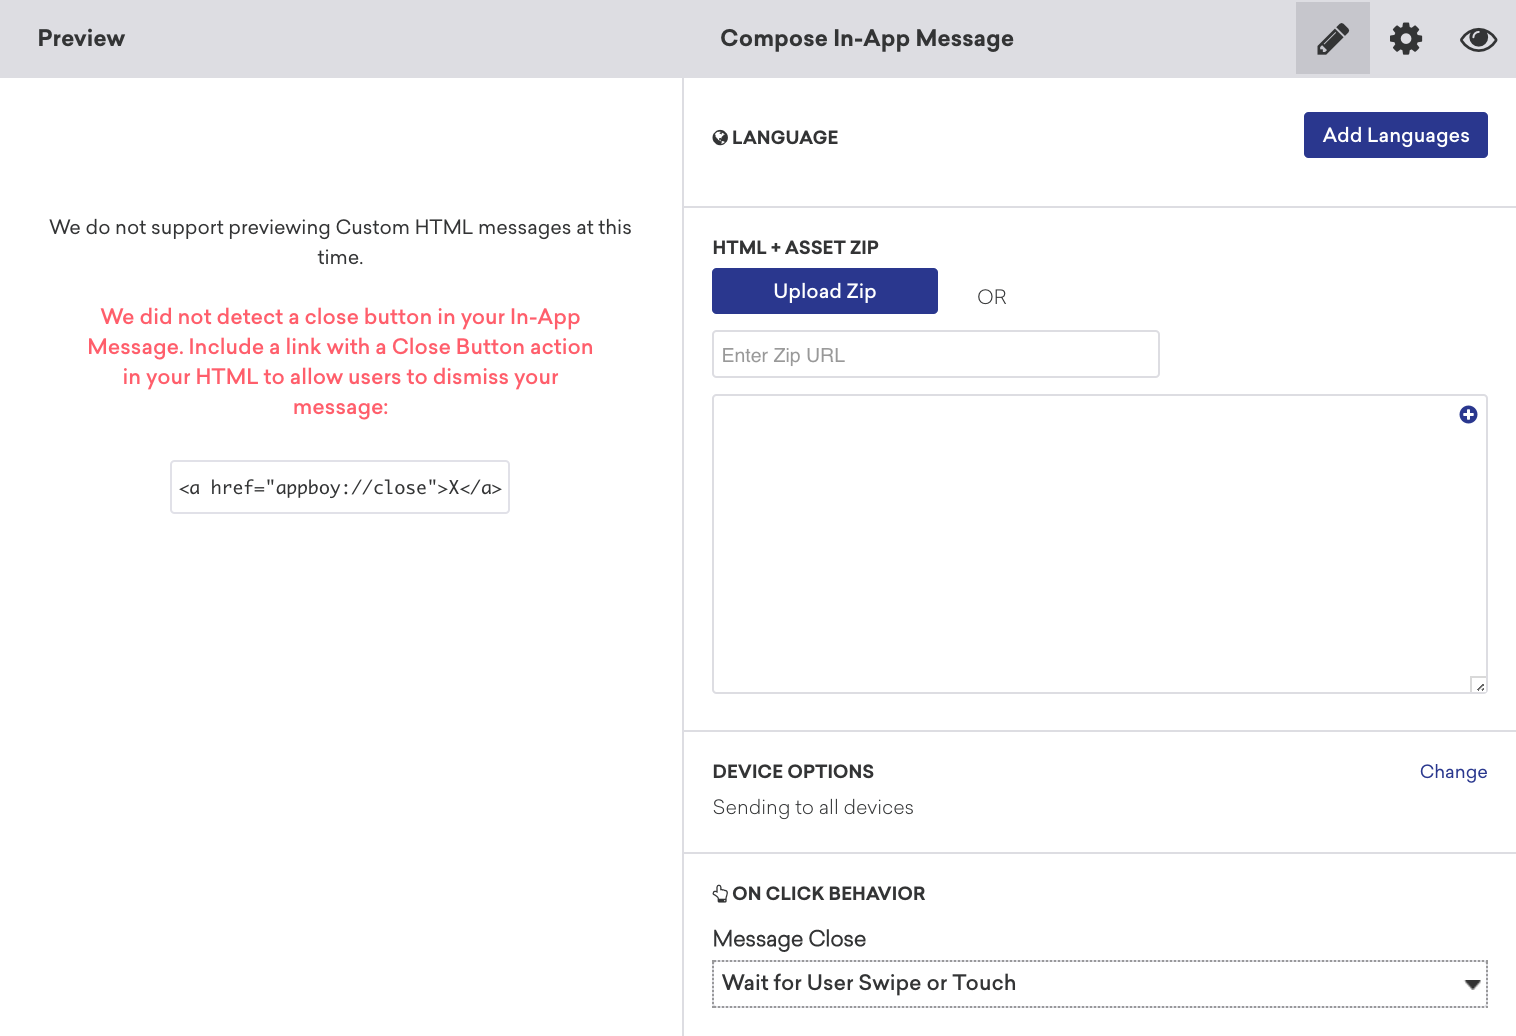 Preview
Compose In-App Message
We do not support previewing Custom HTML messages at this
time.
We did not detect a close button in your In-App
Message. Include a link with a Close Button action
in your HTML to allow users to dismiss your
message:
<a href="appboy://close">X</a>
LANGUAGE
Add Languages
HTML + ASSET ZIP
Upload Zip
OR
Enter Zip URL
DEVICE OPTIONS
Change
Sending to all devices
ON CLICK BEHAVIOR
Message Close
Wait for User Swipe or Touch